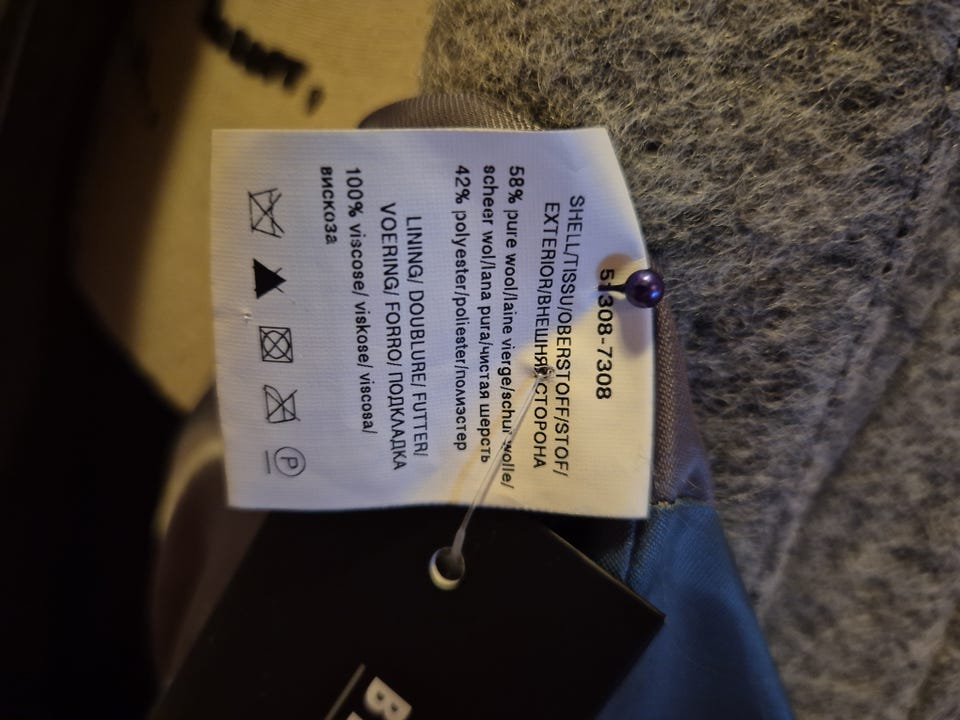 308-7308
SHELL/TISSU/OBERSTOFF/STOF/
EXTERIOR/ВНЕШНЯЯ СТОРОНА
58% pure wool/laine vierge/schurwolle/
scheer wol/lana pura/чистая шерсть
42% polyester/poliester/полиэстер
LINING/ DOUBLURE/ FUTTER/
VOERING/ FORRO/ ПОДКЛАДКА
100% viscose/ viskose/ viscosa/
вискоза
P
B